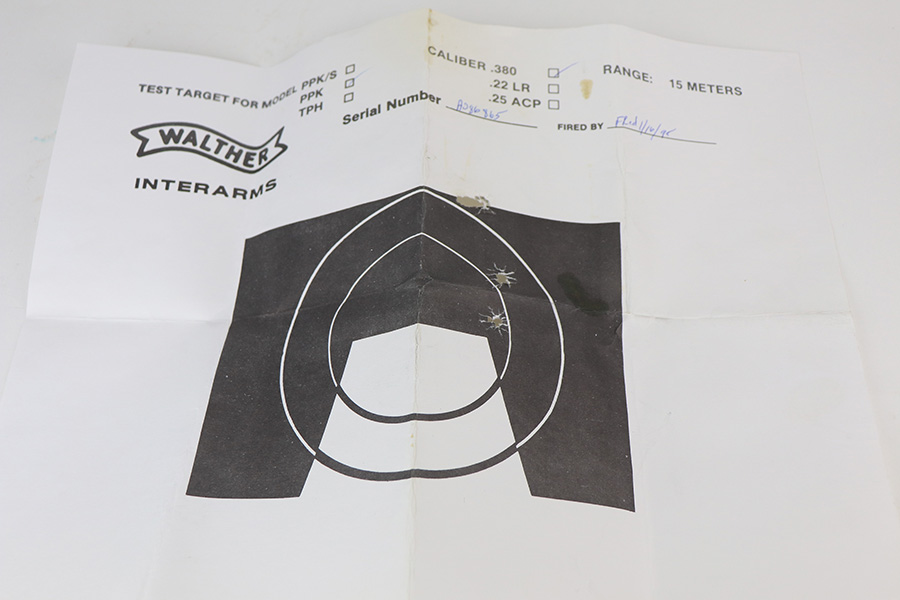 TEST TARGET FOR MODEL PPK/S
PPK
TPH
CALIBER .380
.22 LR
.25 ACP
RANGE: 15 METERS
Serial Number
FIRED BY Fred
WALTHER
INTERARMS